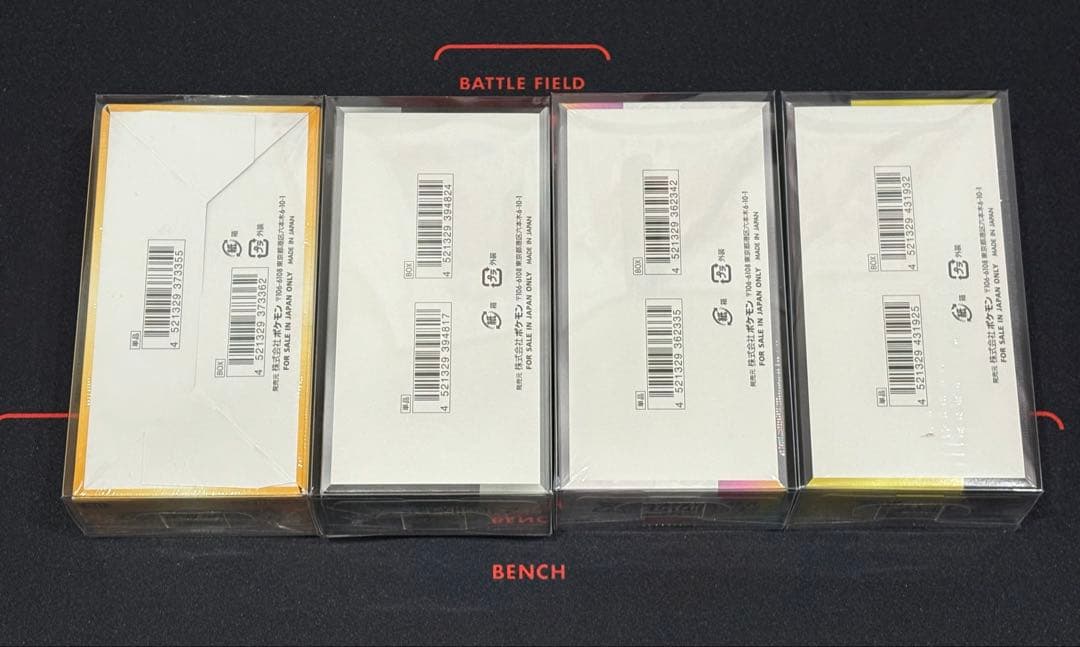 BATTLE FIELD
単品
4 521329 373355
BOX
4 521329 373362
紙 箱
プラ 外装
発売元 株式会社ポケモン 〒106-6108 東京都港区六本木6-10-1
FOR SALE IN JAPAN ONLY MADE IN JAPAN
BOX
4 521329 394824
単品
4 521329 394817
紙 箱
プラ 外装
発売元 株式会社ポケモン 〒106-6108 東京都港区六本木6-10-1
FOR SALE IN JAPAN ONLY MADE IN JAPAN
BOX
4 521329 362342
単品
4 521329 362335
紙 箱
プラ 外装
発売元 株式会社ポケモン 〒106-6108 東京都港区六本木6-10-1
FOR SALE IN JAPAN ONLY MADE IN JAPAN
BOX
4 521329 431932
単品
4 521329 431925
紙 箱
プラ 外装
発売元 株式会社ポケモン 〒106-6108 東京都港区六本木6-10-1
FOR SALE IN JAPAN ONLY MADE IN JAPAN
BENCH